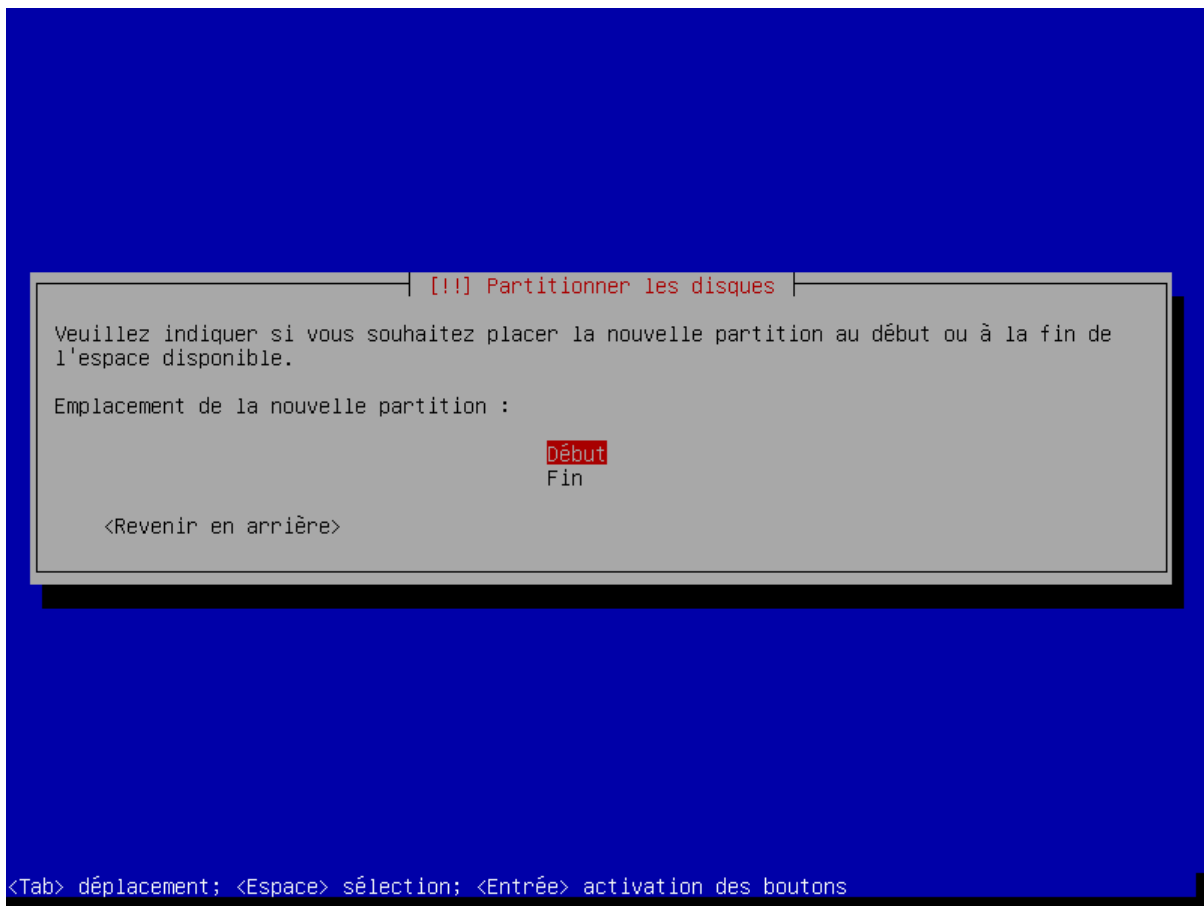 [!!] Partitionner les disques
Veuillez indiquer si vous souhaitez placer la nouvelle partition au début ou à la fin de
l'espace disponible.
Emplacement de la nouvelle partition :
Début
Fin
<Revenir en arrière>
<Tab> déplacement; <Espace> sélection; <Entrée> activation des boutons